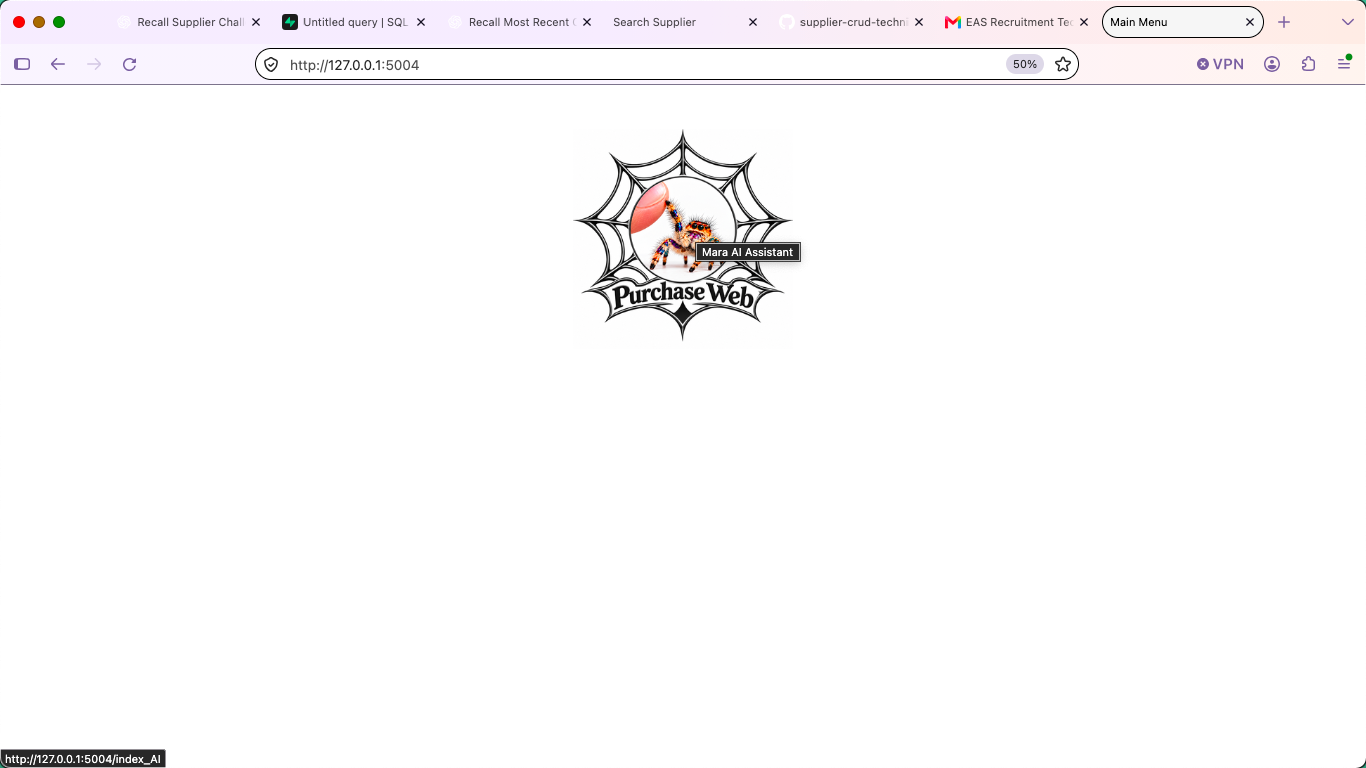 Recall Supplier Chall
Untitled query | SQL
Recall Most Recent C
Search Supplier
supplier-crud-techni
EAS Recruitment Tec
Main Menu
http://127.0.0.1:5004
50%
VPN
Mara AI Assistant
Purchase Web
http://127.0.0.1:5004/index_AI